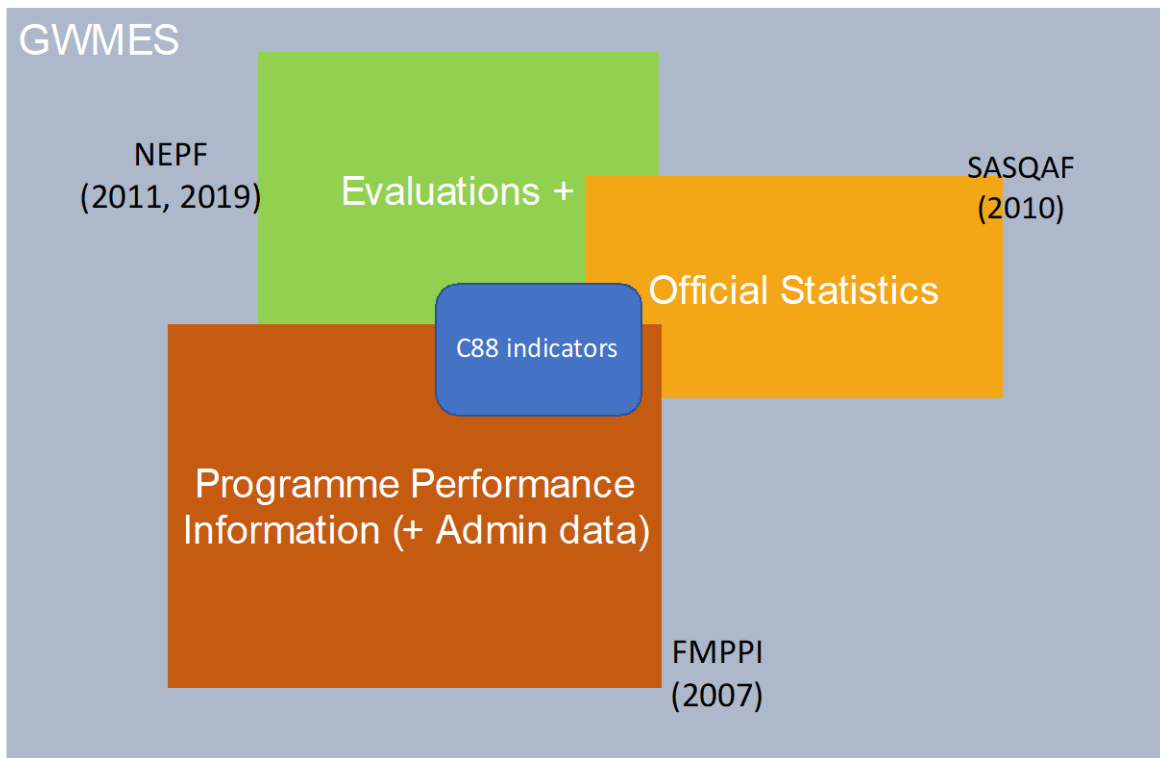 GWMES
NEPF
(2011, 2019)
Evaluations +
SASQAF
(2010)
Official Statistics
C88 indicators
Programme Performance
Information (+ Admin data)
FMPPI
(2007)